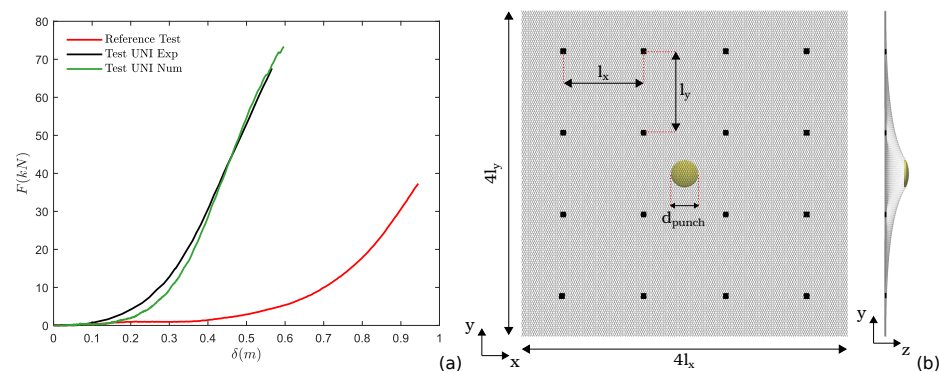 80
70
60
50
40
30
20
10
0
F(kN)
Reference Test
Test UNI Exp
Test UNI Num
0 0.1 0.2 0.3 0.4 0.5 0.6 0.7 0.8 0.9 1
δ(m)
(a)
4l_y
l_x
l_y
d_punch
y
x
4l_x
y
z
(b)